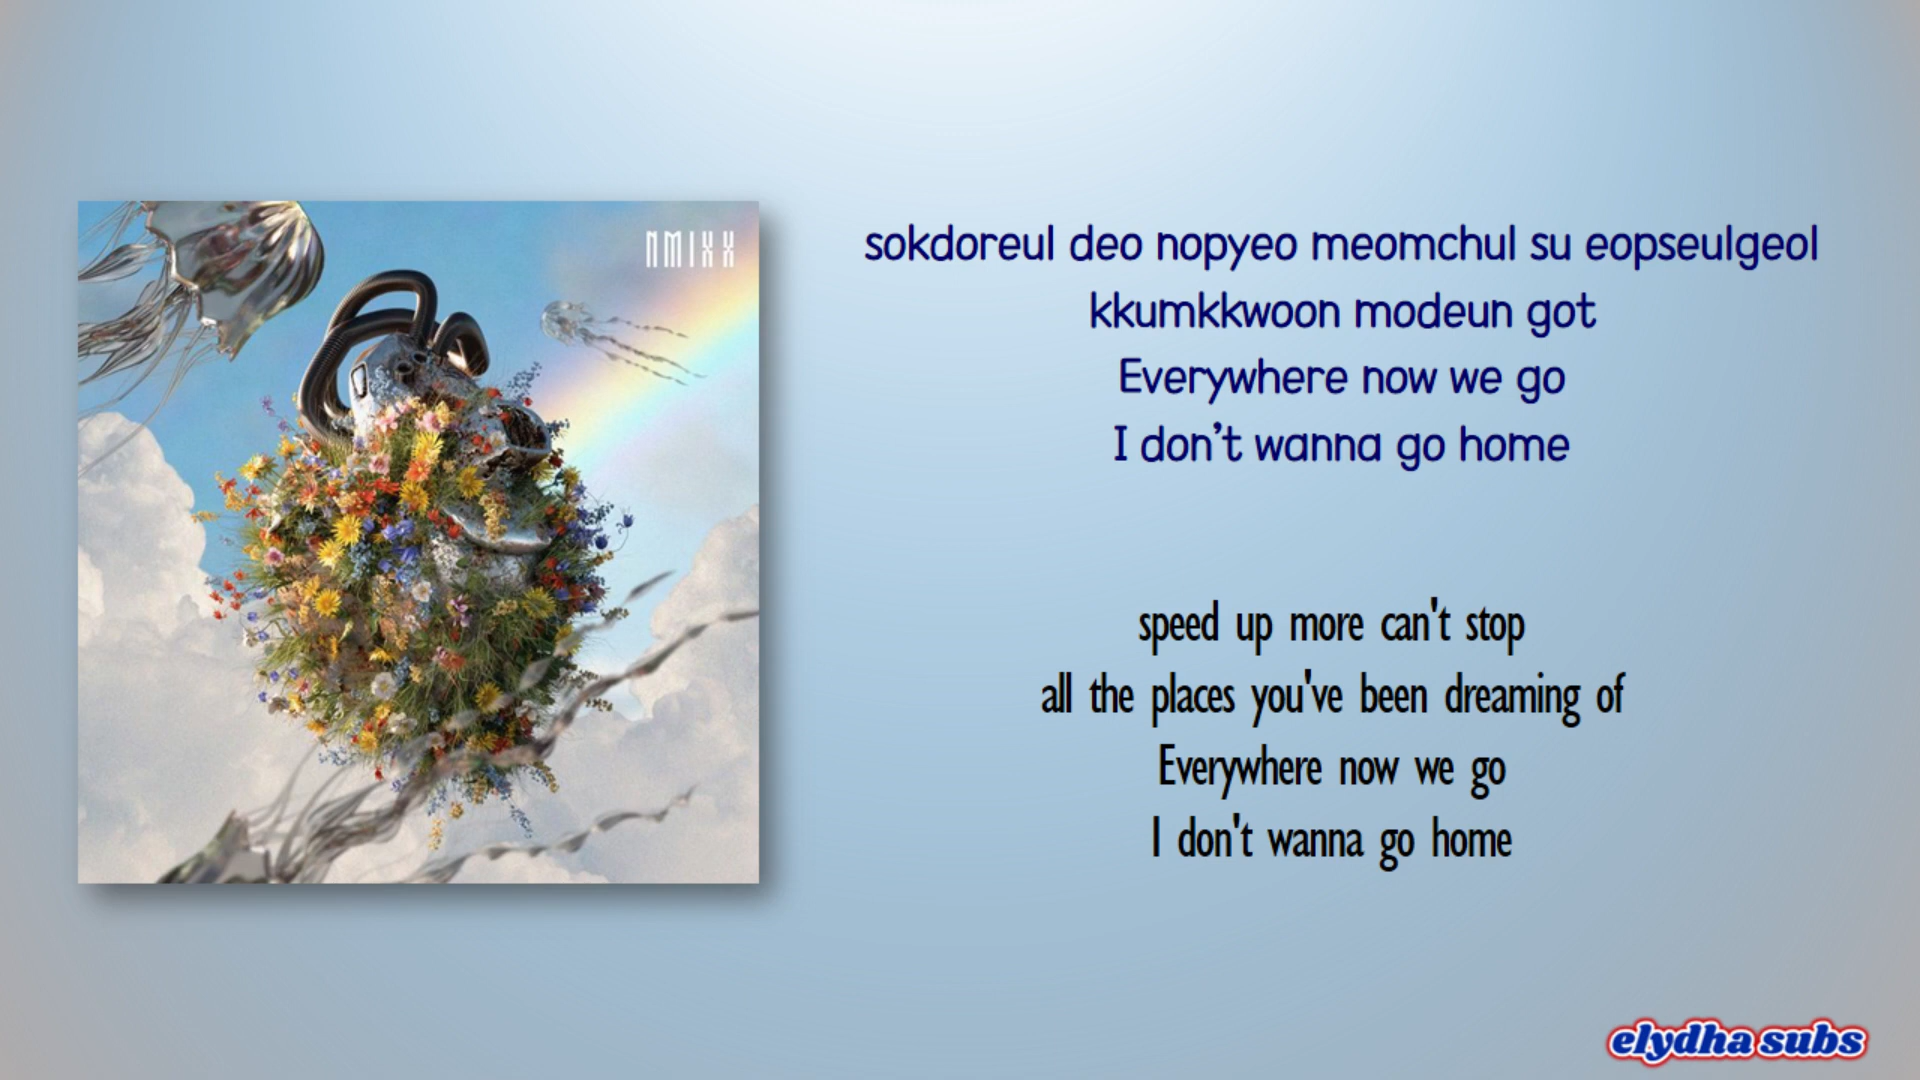 NMIXX
sokdoreul deo nopyeo meomchul su eopseulgeol
kkumkkwoon modeun got
Everywhere now we go
I don’t wanna go home
speed up more can't stop
all the places you've been dreaming of
Everywhere now we go
I don't wanna go home
elydha subs